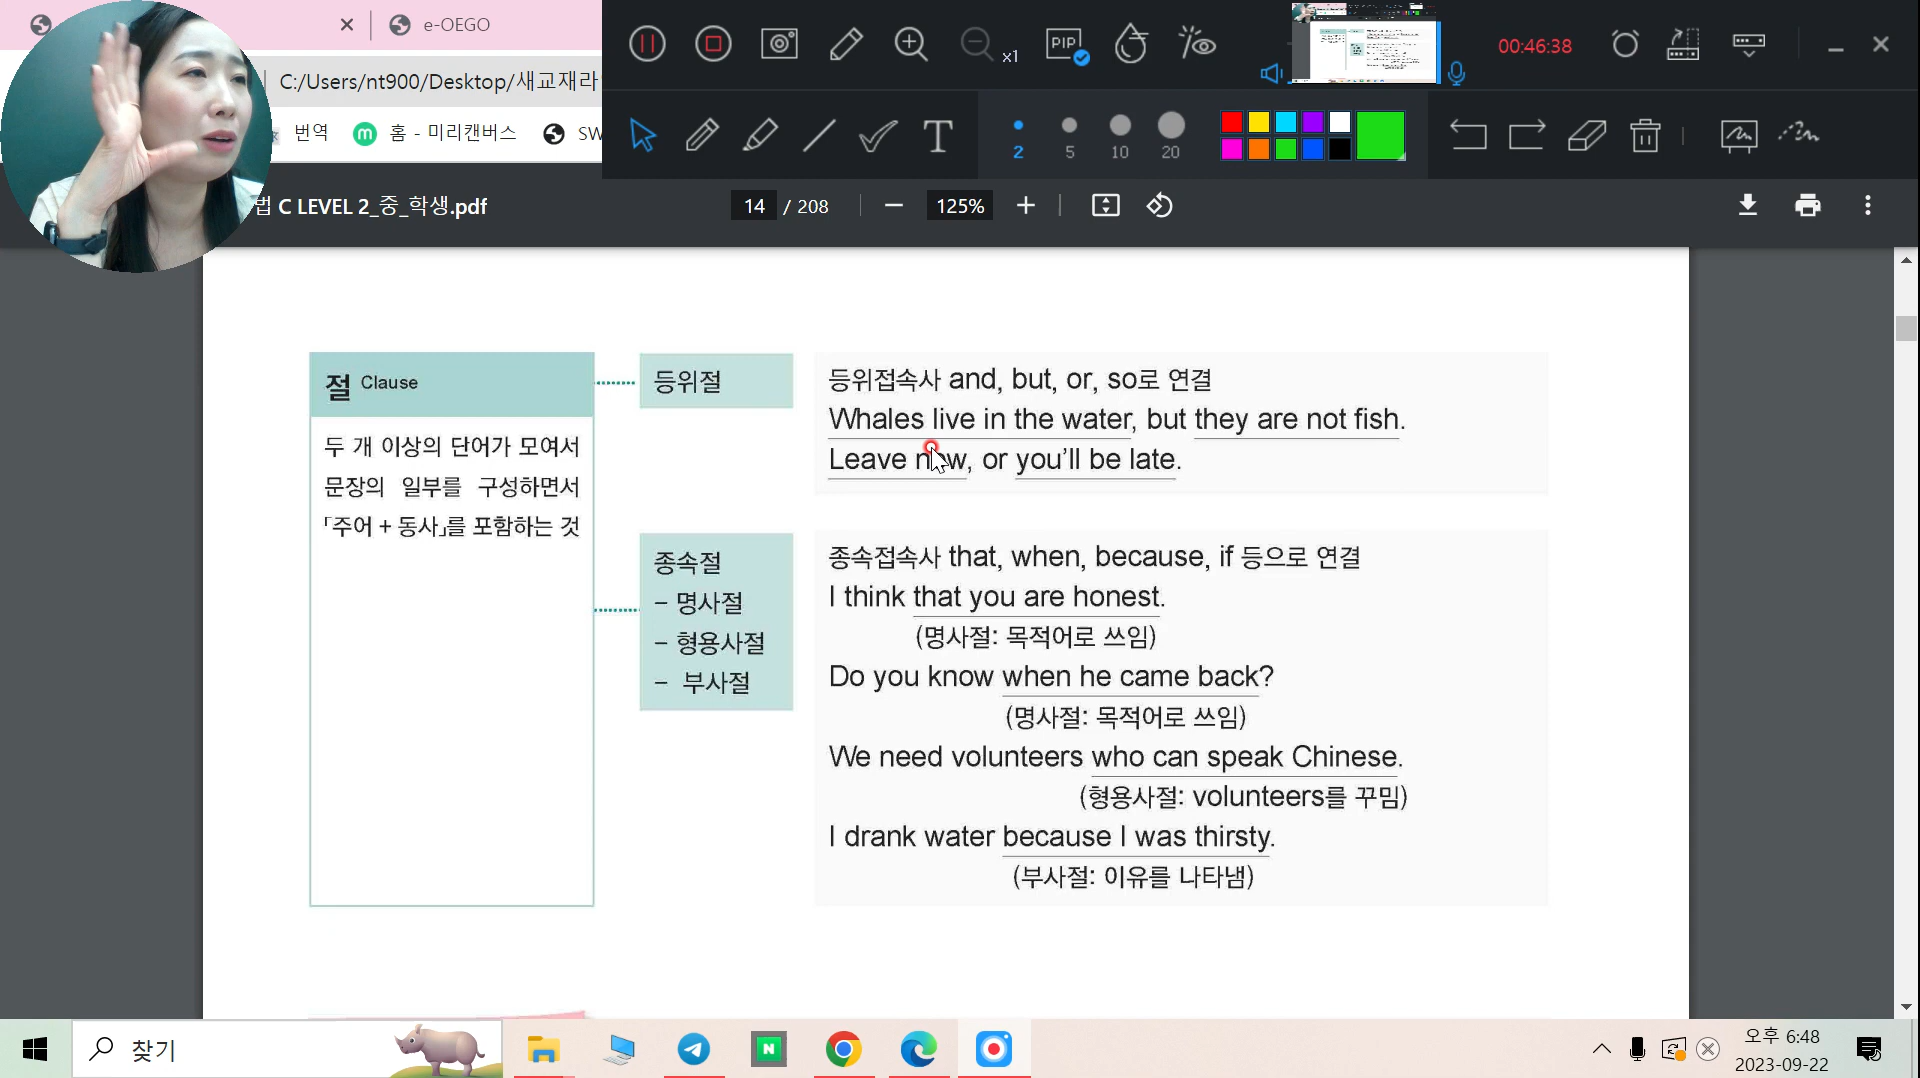 e-OEGO
x1
PIP
00:46:38
C:/Users/nt900/Desktop/새교재라
번역
홈 - 미리캔버스
SW
T
2
5
10
20
법 C LEVEL 2_중_학생.pdf
14 / 208
125%
절 Clause
두 개 이상의 단어가 모여서
문장의 일부를 구성하면서
「주어 + 동사」를 포함하는 것
등위절
등위접속사 and, but, or, so로 연결
Whales live in the water, but they are not fish.
Leave now, or you'll be late.
종속절
- 명사절
- 형용사절
- 부사절
종속접속사 that, when, because, if 등으로 연결
I think that you are honest.
(명사절: 목적어로 쓰임)
Do you know when he came back?
(명사절: 목적어로 쓰임)
We need volunteers who can speak Chinese.
(형용사절: volunteers를 꾸밈)
I drank water because I was thirsty.
(부사절: 이유를 나타냄)
찾기
N
오후 6:48
2023-09-22